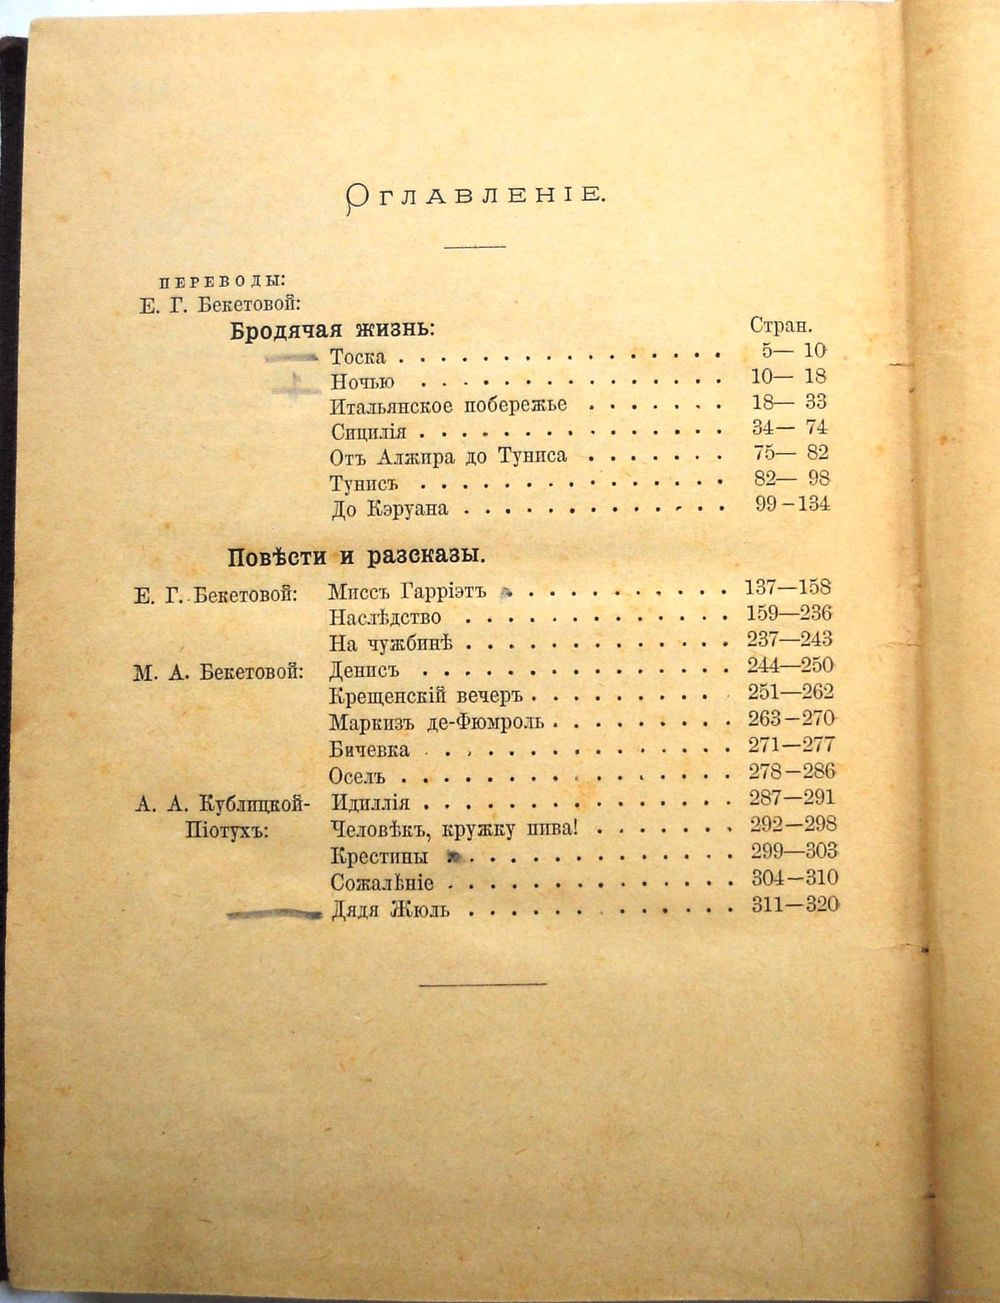 Оглавленіе.
переводы:
Е. Г. Бекетовой:
Бродячая жизнь: Стран.
Тоска . . . . . . . . . . . . . . . . 5— 10
Ночью . . . . . . . . . . . . . . . 10— 18
Итальянское побережье . . . . . . . 18— 33
Сицилія . . . . . . . . . . . . . . . 34— 74
Отъ Алжира до Туниса . . . . . . . 75— 82
Тунисъ . . . . . . . . . . . . . . . 82— 98
До Кэруана . . . . . . . . . . . . . 99—134
Повѣсти и разсказы.
Е. Г. Бекетовой: Миссъ Гарріэтъ . . . . . . . . . . . 137—158
Наслѣдство . . . . . . . . . . . . . 159—236
На чужбинѣ . . . . . . . . . . . . . 237—243
М. А. Бекетовой: Денисъ . . . . . . . . . . . . . . . 244—250
Крещенскій вечеръ . . . . . . . . . . 251—262
Маркизъ де-Фюмроль . . . . . . . . . 263—270
Бичевка . . . . . . . . . . . . . . . 271—277
Оселъ . . . . . . . . . . . . . . . . 278—286
А. А. Кублицкой- Идиллія . . . . . . . . . . . . . . . 287—291
Піотухъ: Человѣкъ, кружку пива! . . . . . . . 292—298
Крестины . . . . . . . . . . . . . . 299—303
Сожалѣніе . . . . . . . . . . . . . . 304—310
Дядя Жюль . . . . . . . . . . . . . 311—320